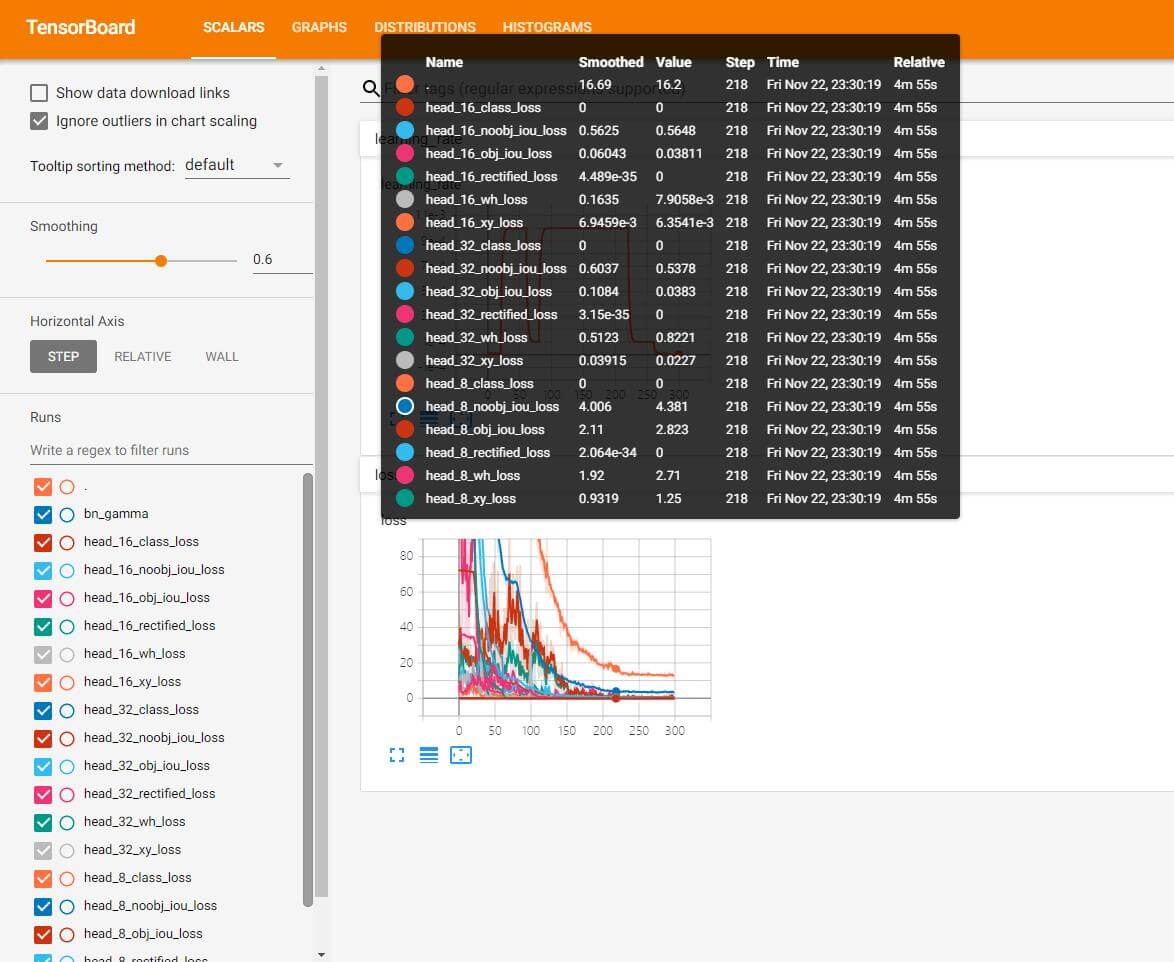 TensorBoard SCALARS GRAPHS DISTRIBUTIONS HISTOGRAMS
Show data download links
Ignore outliers in chart scaling
Tooltip sorting method: default
Smoothing
0.6
Horizontal Axis
STEP RELATIVE WALL
Runs
Write a regex to filter runs
.
bn_gamma
head_16_class_loss
head_16_noobj_iou_loss
head_16_obj_iou_loss
head_16_rectified_loss
head_16_wh_loss
head_16_xy_loss
head_32_class_loss
head_32_noobj_iou_loss
head_32_obj_iou_loss
head_32_rectified_loss
head_32_wh_loss
head_32_xy_loss
head_8_class_loss
head_8_noobj_iou_loss
head_8_obj_iou_loss
head_8_rectified_loss
Filter tags (regular expressions supported)
learning_rate
learning_rate
0 50 100 150 200 250 300
Name Smoothed Value Step Time Relative
. 16.69 16.2 218 Fri Nov 22, 23:30:19 4m 55s
head_16_class_loss 0 0 218 Fri Nov 22, 23:30:19 4m 55s
head_16_noobj_iou_loss 0.5625 0.5648 218 Fri Nov 22, 23:30:19 4m 55s
head_16_obj_iou_loss 0.06043 0.03811 218 Fri Nov 22, 23:30:19 4m 55s
head_16_rectified_loss 4.489e-35 0 218 Fri Nov 22, 23:30:19 4m 55s
head_16_wh_loss 0.1635 7.9058e-3 218 Fri Nov 22, 23:30:19 4m 55s
head_16_xy_loss 6.9459e-3 6.3541e-3 218 Fri Nov 22, 23:30:19 4m 55s
head_32_class_loss 0 0 218 Fri Nov 22, 23:30:19 4m 55s
head_32_noobj_iou_loss 0.6037 0.5378 218 Fri Nov 22, 23:30:19 4m 55s
head_32_obj_iou_loss 0.1084 0.0383 218 Fri Nov 22, 23:30:19 4m 55s
head_32_rectified_loss 3.15e-35 0 218 Fri Nov 22, 23:30:19 4m 55s
head_32_wh_loss 0.5123 0.8221 218 Fri Nov 22, 23:30:19 4m 55s
head_32_xy_loss 0.03915 0.0227 218 Fri Nov 22, 23:30:19 4m 55s
head_8_class_loss 0 0 218 Fri Nov 22, 23:30:19 4m 55s
head_8_noobj_iou_loss 4.006 4.381 218 Fri Nov 22, 23:30:19 4m 55s
head_8_obj_iou_loss 2.11 2.823 218 Fri Nov 22, 23:30:19 4m 55s
head_8_rectified_loss 2.064e-34 0 218 Fri Nov 22, 23:30:19 4m 55s
head_8_wh_loss 1.92 2.71 218 Fri Nov 22, 23:30:19 4m 55s
head_8_xy_loss 0.9319 1.25 218 Fri Nov 22, 23:30:19 4m 55s
loss
80
60
40
20
0
0 50 100 150 200 250 300